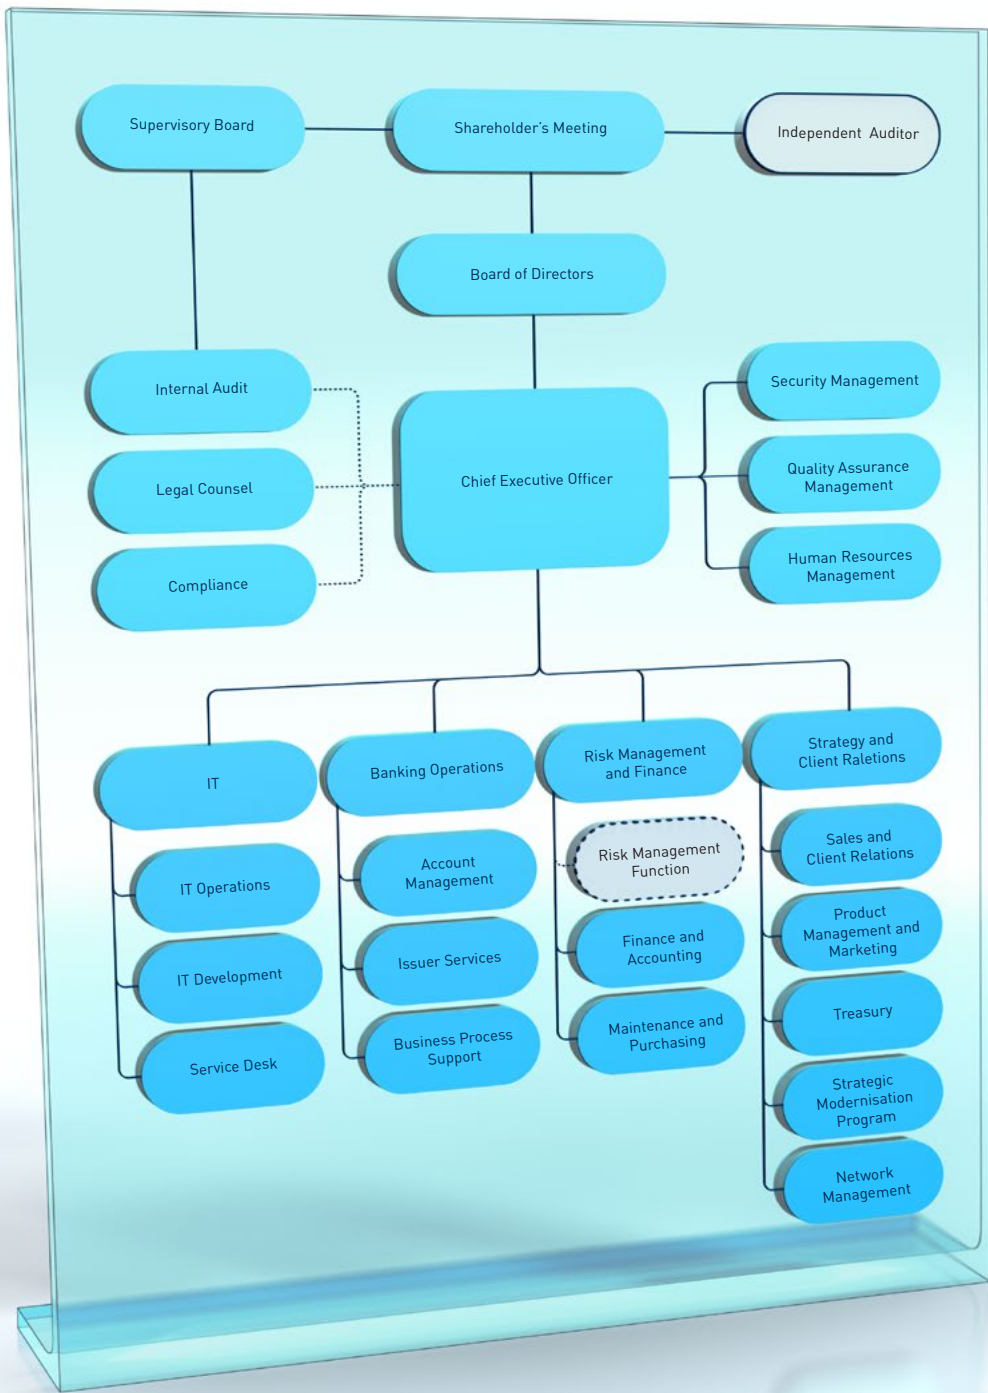 Supervisory Board
Shareholder's Meeting
Independent Auditor
Board of Directors
Internal Audit
Legal Counsel
Compliance
Chief Executive Officer
Security Management
Quality Assurance
Management
Human Resources
Management
IT
IT Operations
IT Development
Service Desk
Banking Operations
Account
Management
Issuer Services
Business Process
Support
Risk Management
and Finance
Risk Management
Function
Finance and
Accounting
Maintenance and
Purchasing
Strategy and
Client Raletions
Sales and
Client Relations
Product
Management and
Marketing
Treasury
Strategic
Modernisation
Program
Network
Management